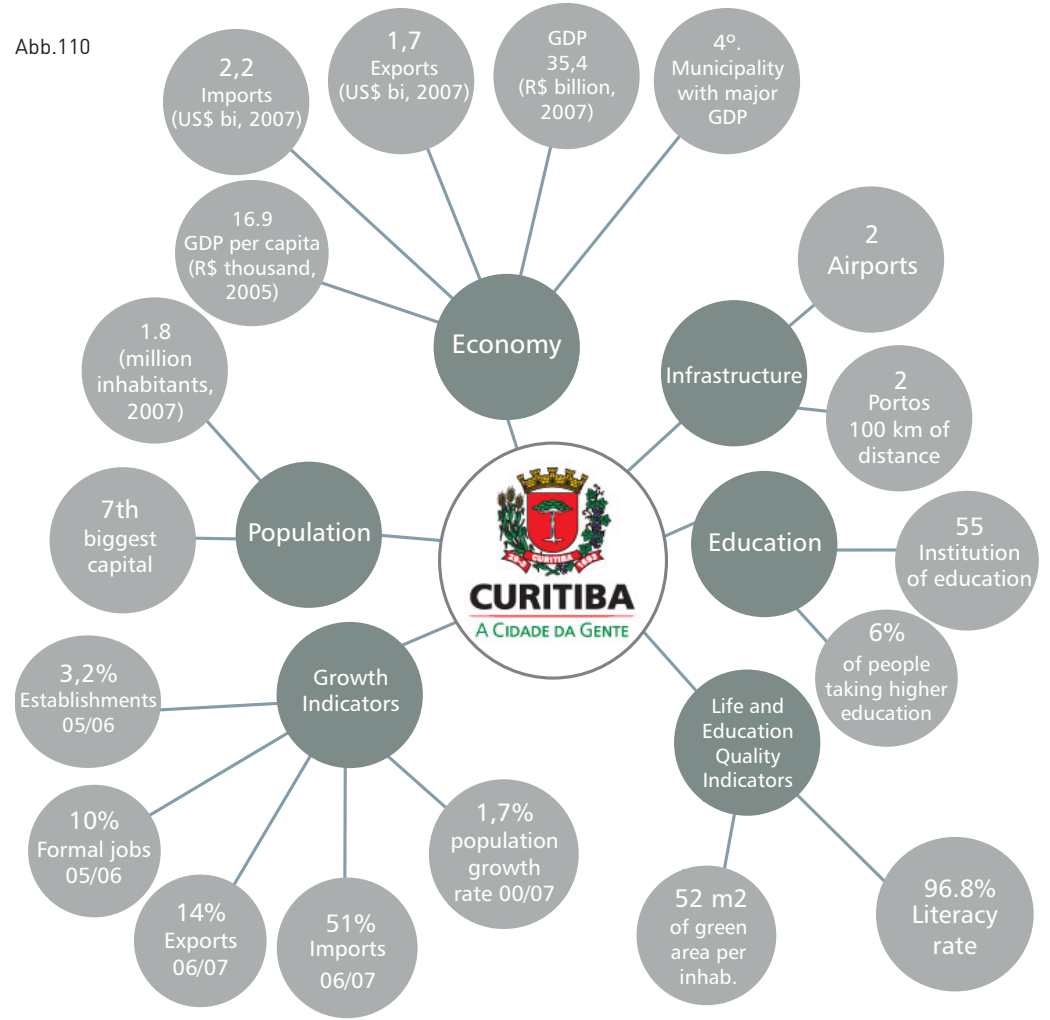 Abb.110
2,2
Imports
(US$ bi, 2007)
1,7
Exports
(US$ bi, 2007)
GDP
35,4
(R$ billion,
2007)
4º.
Municipality
with major
GDP
16.9
GDP per capita
(R$ thousand,
2005)
Economy
2
Airports
Infrastructure
2
Portos
100 km of
distance
1.8
(million
inhabitants,
2007)
Population
7th
biggest
capital
CURITIBA
CURITIBA
A CIDADE DA GENTE
Education
55
Institution
of education
6%
of people
taking higher
education
Growth
Indicators
3,2%
Establishments
05/06
10%
Formal jobs
05/06
14%
Exports
06/07
51%
Imports
06/07
1,7%
population
growth
rate 00/07
Life and
Education
Quality
Indicators
52 m2
of green
area per
inhab.
96.8%
Literacy
rate